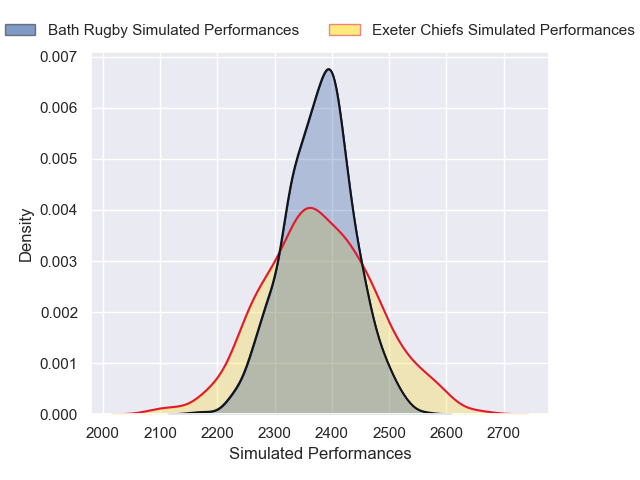 Bath Rugby Simulated Performances
Exeter Chiefs Simulated Performances
0.007
0.006
0.005
0.004
0.003
0.002
0.001
0.000
Density
2000 2100 2200 2300 2400 2500 2600 2700
Simulated Performances